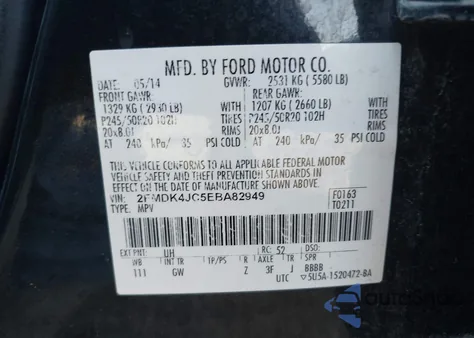 MFD. BY FORD MOTOR CO.
DATE: 05/14 GVWR: 2531 KG ( 5580 LB)
FRONT GAWR: REAR GAWR:
1329 KG ( 2930 LB) 1207 KG ( 2660 LB)
P245/50R20 102H TIRES P245/50R20 102H TIRES
20x8.0J RIMS 20x8.0J RIMS
AT 240 kPa/ 35 PSI COLD AT 240 kPa/ 35 PSI COLD
THIS VEHICLE CONFORMS TO ALL APPLICABLE FEDERAL MOTOR
VEHICLE SAFETY AND THEFT PREVENTION STANDARDS IN EFFECT ON THE DATE OF MANUFACTURE SHOWN ABOVE.
VIN: 2FMDK4JC5EBA82949 F0163
TYPE: MPV T0211
EXT PNT: UH RC: 52 DSO:
WB INT TR TP/PS R AXLE TR SPR
111 GW Z 3F J BBBB
UTC ▽5U5A-1520472-BA